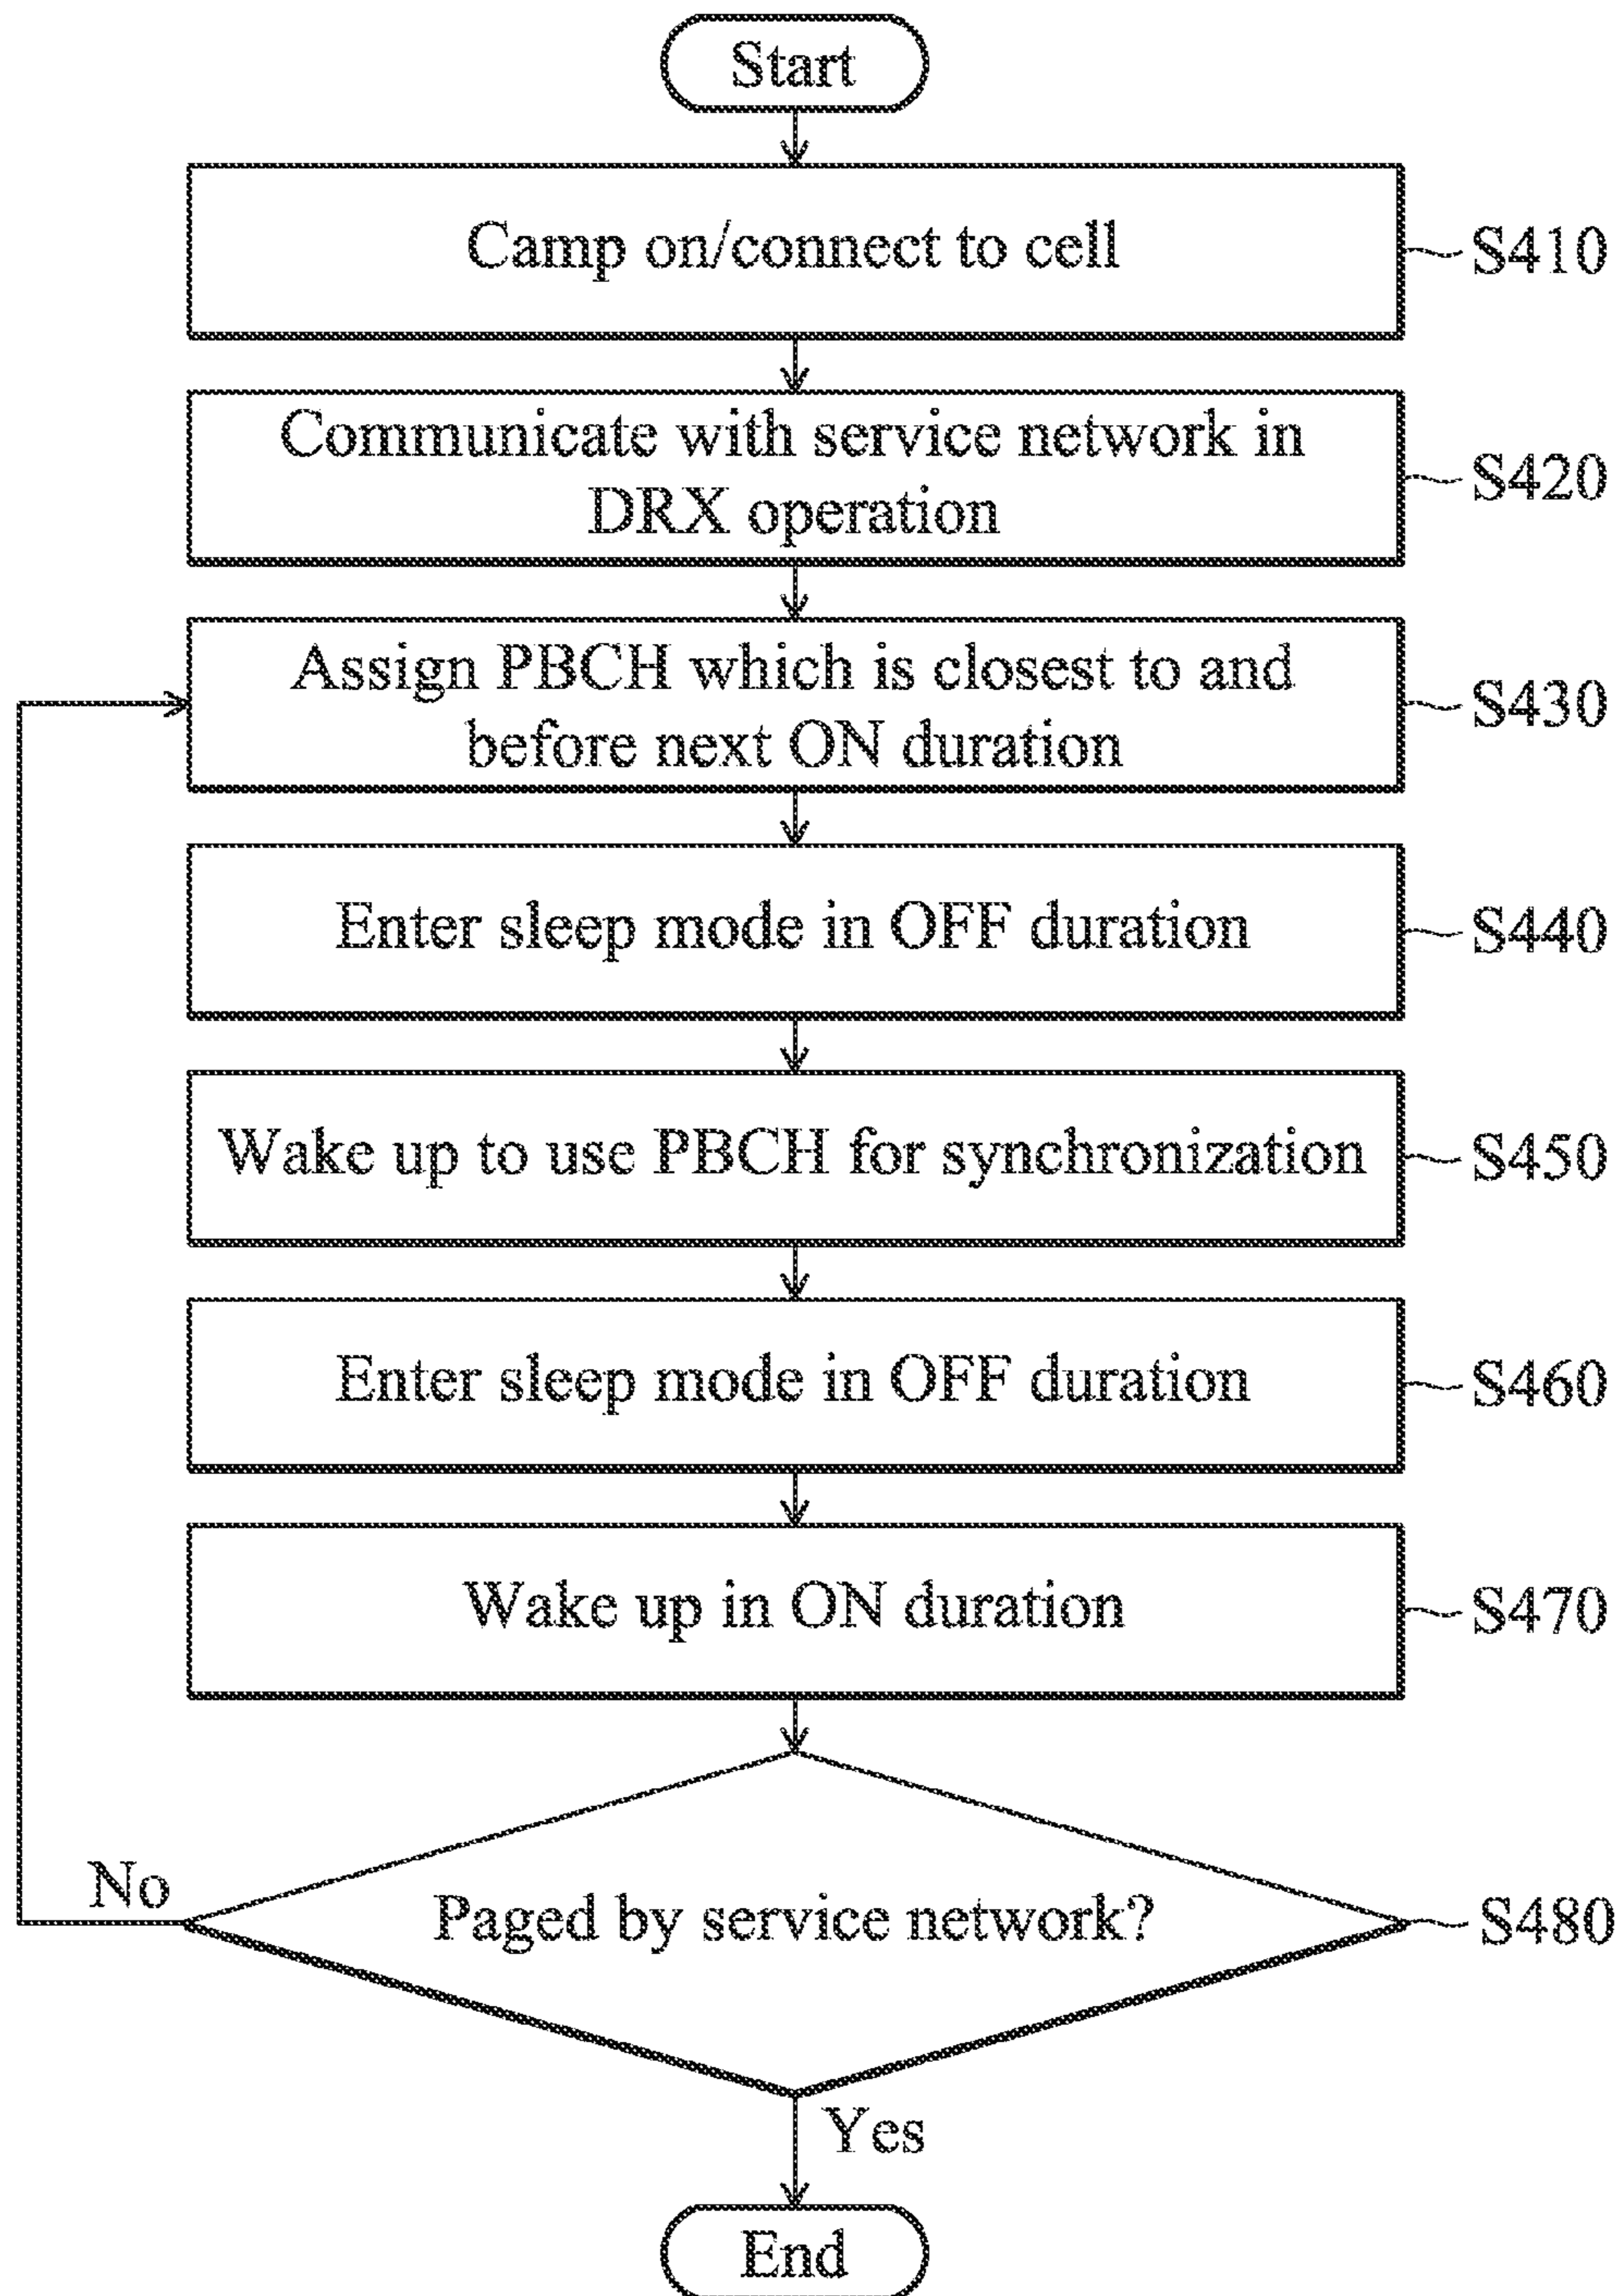 Start
Camp on/connect to cell
S410
Communicate with service network in
DRX operation
S420
Assign PBCH which is closest to and
before next ON duration
S430
Enter sleep mode in OFF duration
S440
Wake up to use PBCH for synchronization
S450
Enter sleep mode in OFF duration
S460
Wake up in ON duration
S470
No
Paged by service network?
S480
Yes
End